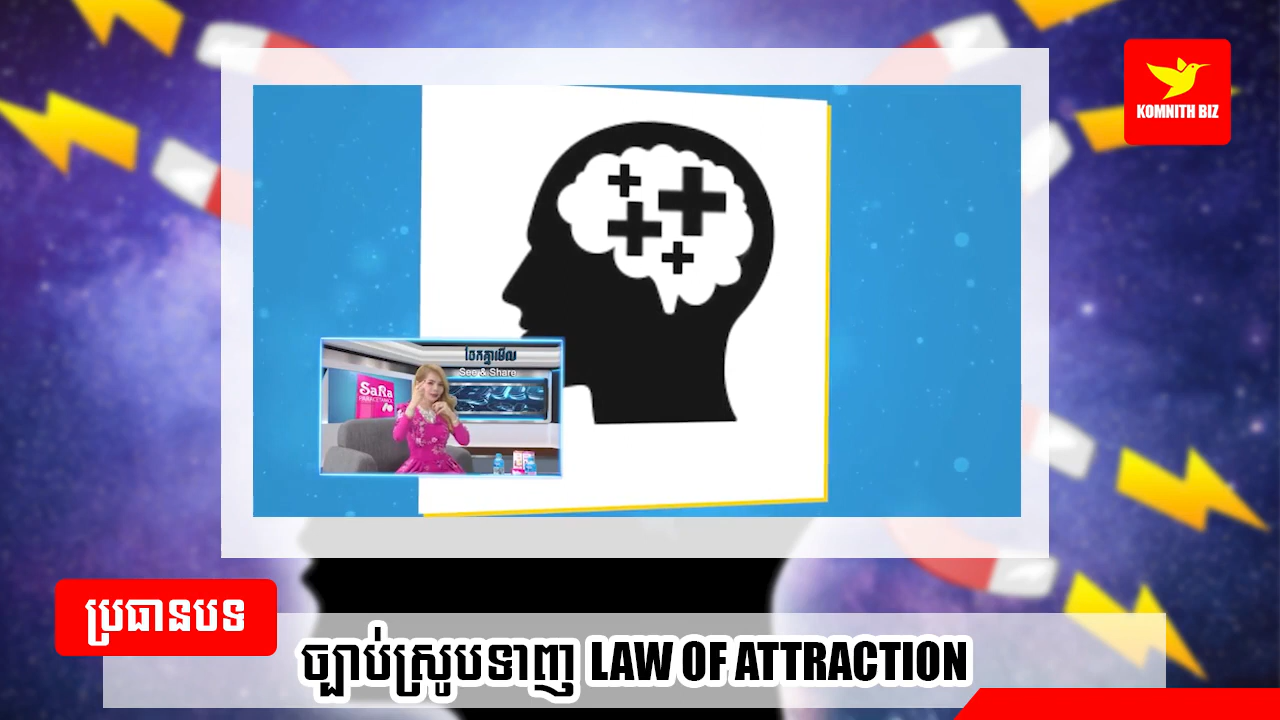 KOMNITH BIZ
ចែកគ្នាមើល
See & Share
SaRa
PARACETAMOL
ប្រធានបទ
ច្បាប់ស្រូបទាញ LAW OF ATTRACTION